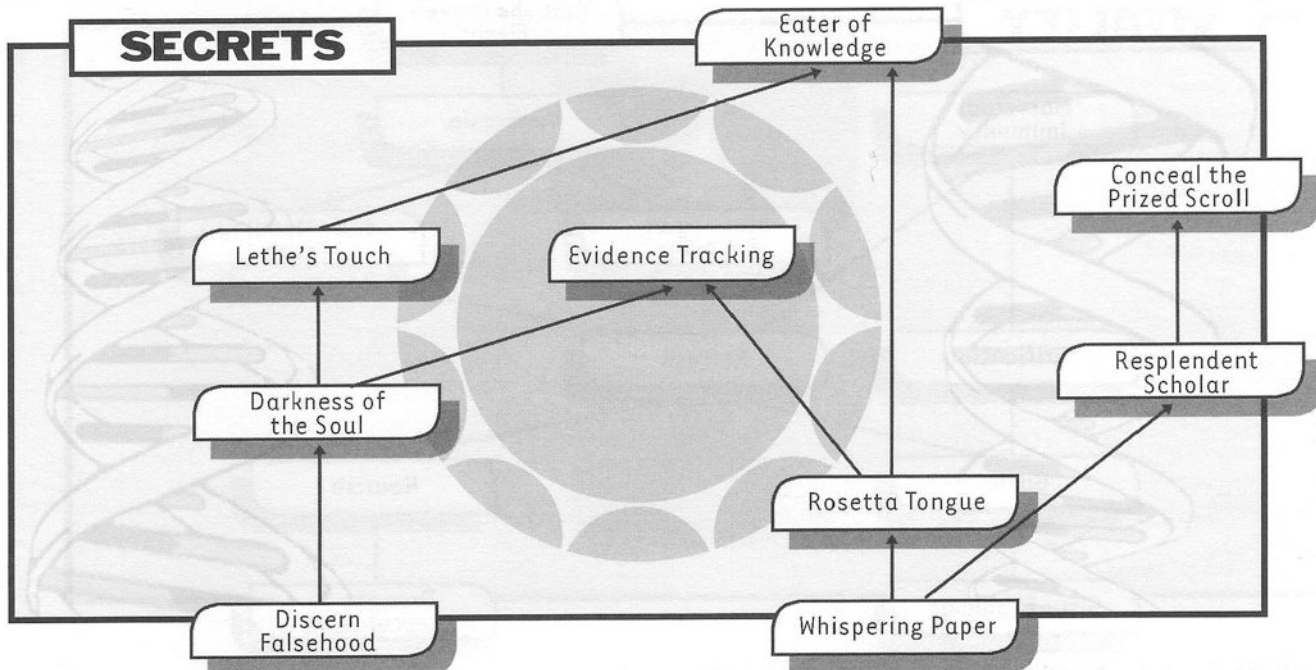 SECRETS
Eater of
Knowledge
Conceal the
Prized Scroll
Lethe's Touch
Evidence Tracking
Resplendent
Scholar
Darkness of
the Soul
Rosetta Tongue
Discern
Falsehood
Whispering Paper